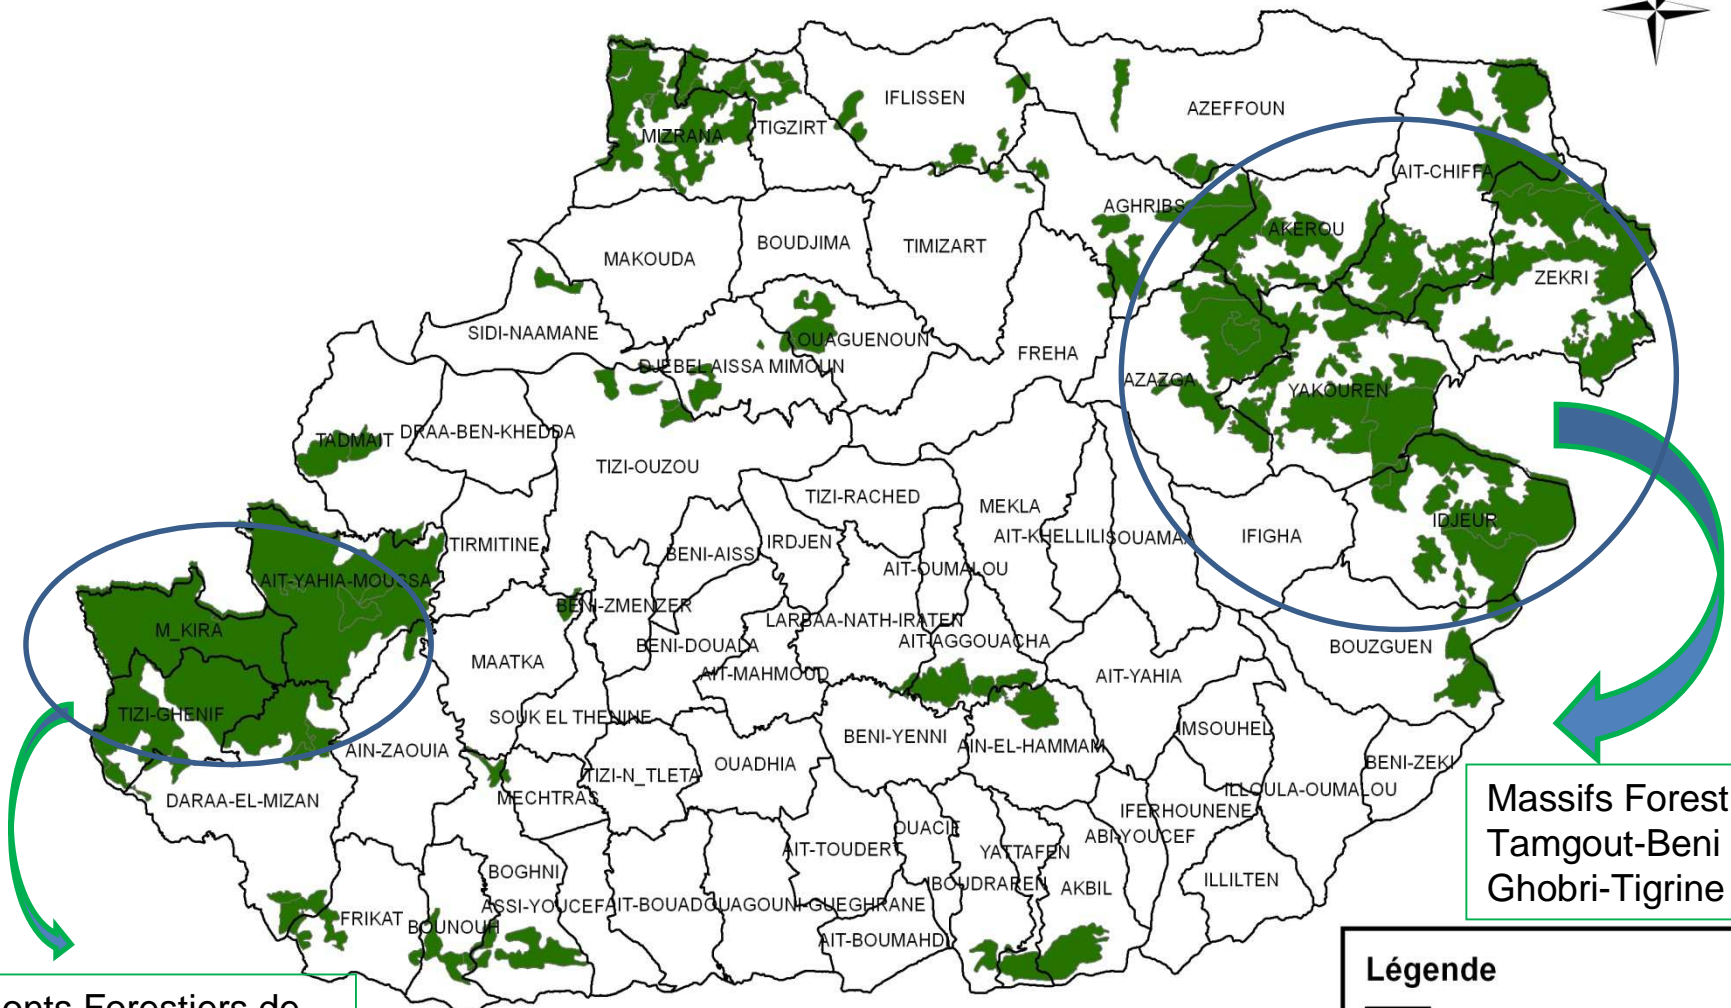 IFLISSEN
AZEFFOUN
TIGZIRT
MIZRANA
AIT-CHIFFA
AGHRIBS
AKEROU
BOUDJIMA
TIMIZART
MAKOUDA
ZEKRI
SIDI-NAAMANE
OUAGUENOUN
FREHA
DJEBEL AISSA MIMOUN
AZAZGA
YAKOUREN
TADMAIT
DRAA-BEN-KHEDDA
TIZI-OUZOU
TIZI-RACHED
MEKLA
IDJEUR
AIT-KHELLILI
SOUAMAA
IFIGHA
TIRMITINE
BENI-AISSI
IRDJEN
AIT-OUMALOU
AIT-YAHIA-MOUSSA
BENI-ZMENZER
LARBAA-NATH-IRATEN
M_KIRA
BENI-DOUALA
AIT-AGGOUACHA
BOUZGUEN
MAATKA
AIT-MAHMOUD
AIT-YAHIA
TIZI-GHENIF
SOUK EL THENINE
IMSOUHEL
BENI-YENNI
AIN-EL-HAMMAM
AIN-ZAOUIA
OUADHIA
BENI-ZEKI
TIZI-N_TLETA
ILLOULA-OUMALOU
MECHTRAS
DARAA-EL-MIZAN
IFERHOUNENE
OUACIF
ABI-YOUCEF
AIT-TOUDERT
YATTAFEN
BOGHNI
IBOUDRAREN
AKBIL
ILLILTEN
ASSI-YOUCEF
AIT-BOUADOU
AGOUNI-GUEGHRANE
FRIKAT
BOUNOUH
AIT-BOUMAHDI
Massifs Forest
Tamgout-Beni
Ghobri-Tigrine
Légende
Forestiers de